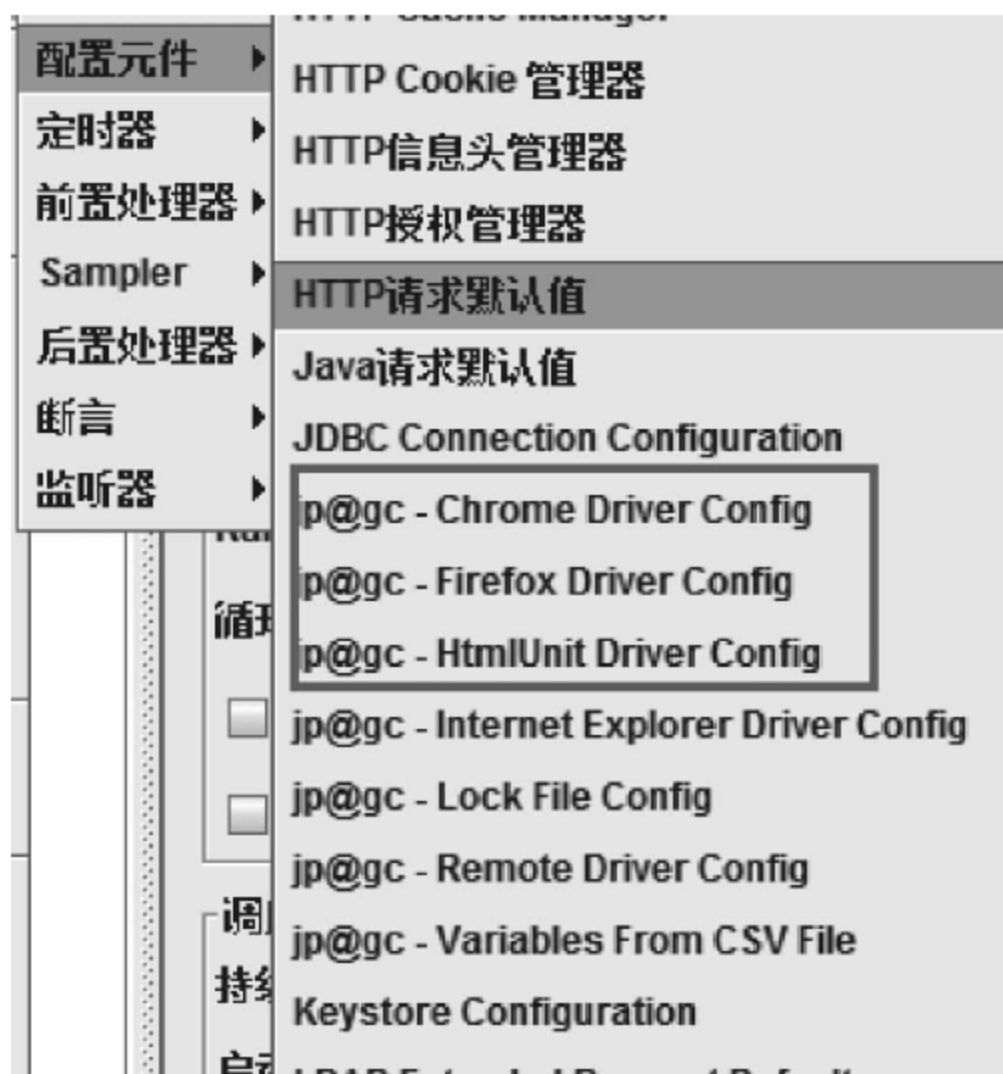 配置元件
定时器
前置处理器
Sampler
后置处理器
断言
监听器
HTTP Cookie 管理器
HTTP信息头管理器
HTTP授权管理器
HTTP请求默认值
Java请求默认值
JDBC Connection Configuration
jp@gc - Chrome Driver Config
jp@gc - Firefox Driver Config
jp@gc - HtmlUnit Driver Config
jp@gc - Internet Explorer Driver Config
jp@gc - Lock File Config
jp@gc - Remote Driver Config
jp@gc - Variables From CSV File
Keystore Configuration